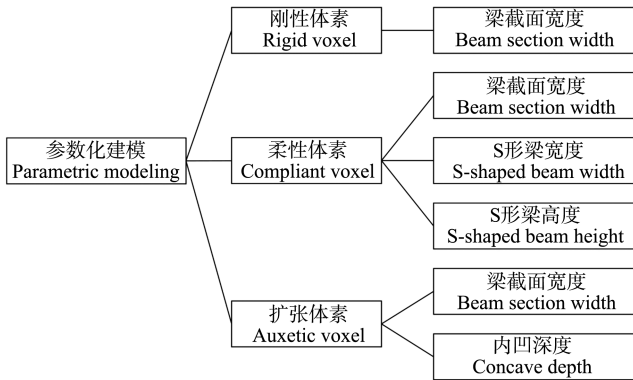 参数化建模
Parametric modeling
刚性体素
Rigid voxel
梁截面宽度
Beam section width
柔性体素
Compliant voxel
梁截面宽度
Beam section width
S形梁宽度
S-shaped beam width
S形梁高度
S-shaped beam height
扩张体素
Auxetic voxel
梁截面宽度
Beam section width
内凹深度
Concave depth